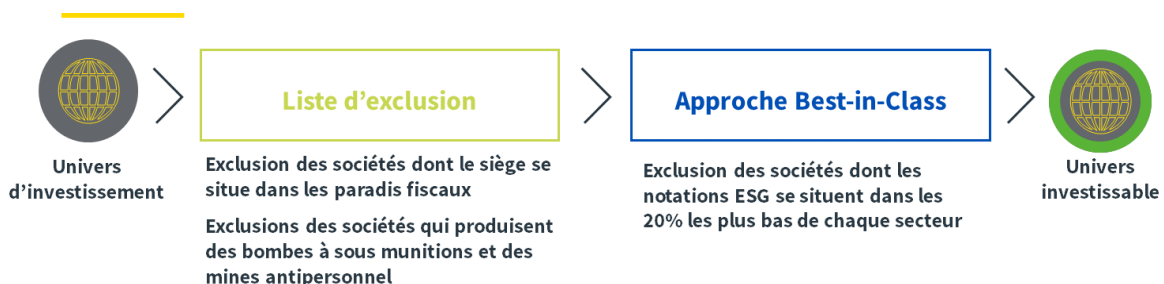 Univers
d’investissement
Liste d’exclusion
Exclusion des sociétés dont le siège se
situe dans les paradis fiscaux
Exclusions des sociétés qui produisent
des bombes à sous munitions et des
mines antipersonnel
Approche Best-in-Class
Exclusion des sociétés dont les
notations ESG se situent dans les
20% les plus bas de chaque secteur
Univers
investissable